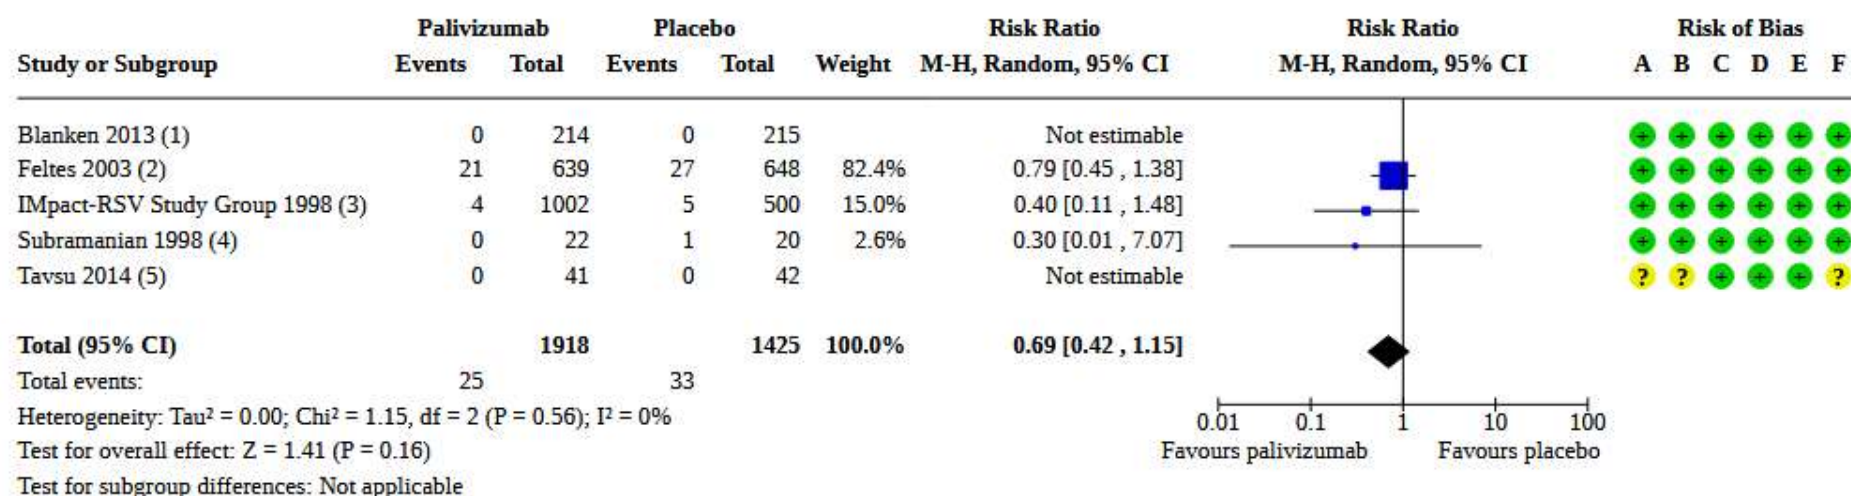 Palivizumab Placebo Risk Ratio Risk Ratio Risk of Bias
Study or Subgroup Events Total Events Total Weight M-H, Random, 95% CI M-H, Random, 95% CI A B C D E F
Blanken 2013 (1) 0 214 0 215 Not estimable + + + + + +
Feltes 2003 (2) 21 639 27 648 82.4% 0.79 [0.45 , 1.38] + + + + + +
IMpact-RSV Study Group 1998 (3) 4 1002 5 500 15.0% 0.40 [0.11 , 1.48] + + + + + +
Subramanian 1998 (4) 0 22 1 20 2.6% 0.30 [0.01 , 7.07] + + + + + +
Tavsu 2014 (5) 0 41 0 42 Not estimable ? ? + + + ?
Total (95% CI) 1918 1425 100.0% 0.69 [0.42 , 1.15]
Total events: 25 33
Heterogeneity: Tau² = 0.00; Chi² = 1.15, df = 2 (P = 0.56); I² = 0% 0.01 0.1 1 10 100
Test for overall effect: Z = 1.41 (P = 0.16) Favours palivizumab Favours placebo
Test for subgroup differences: Not applicable